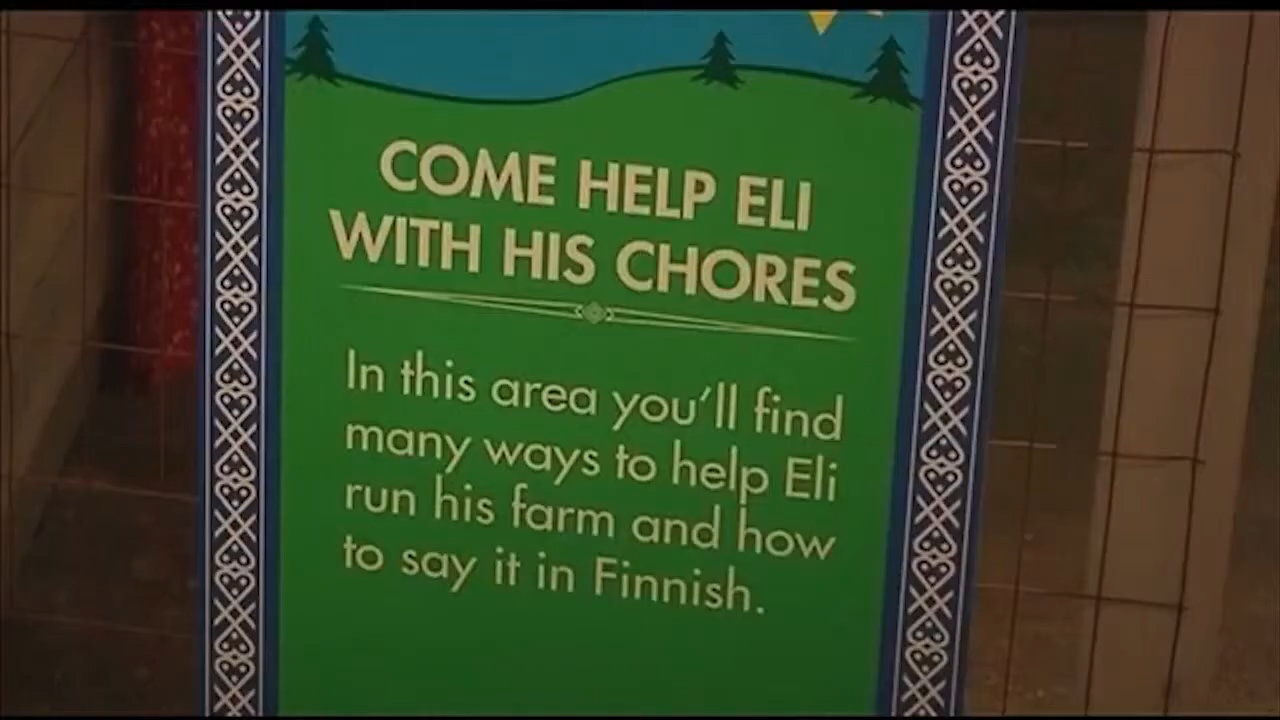 COME HELP ELI
WITH HIS CHORES
In this area you'll find
many ways to help Eli
run his farm and how
to say it in Finnish.